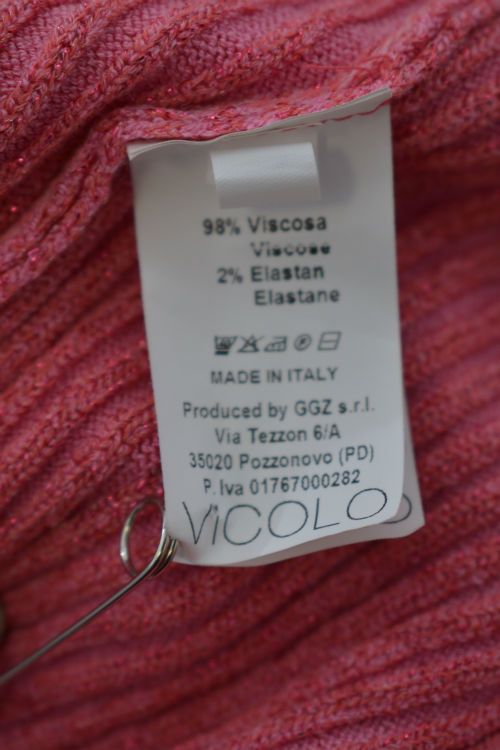 98% Viscosa
Viscose
2% Elastan
Elastane
MADE IN ITALY
Produced by GGZ s.r.l.
Via Tezzon 6/A
35020 Pozzonovo (PD)
P. Iva 01767000282
ViCOLO